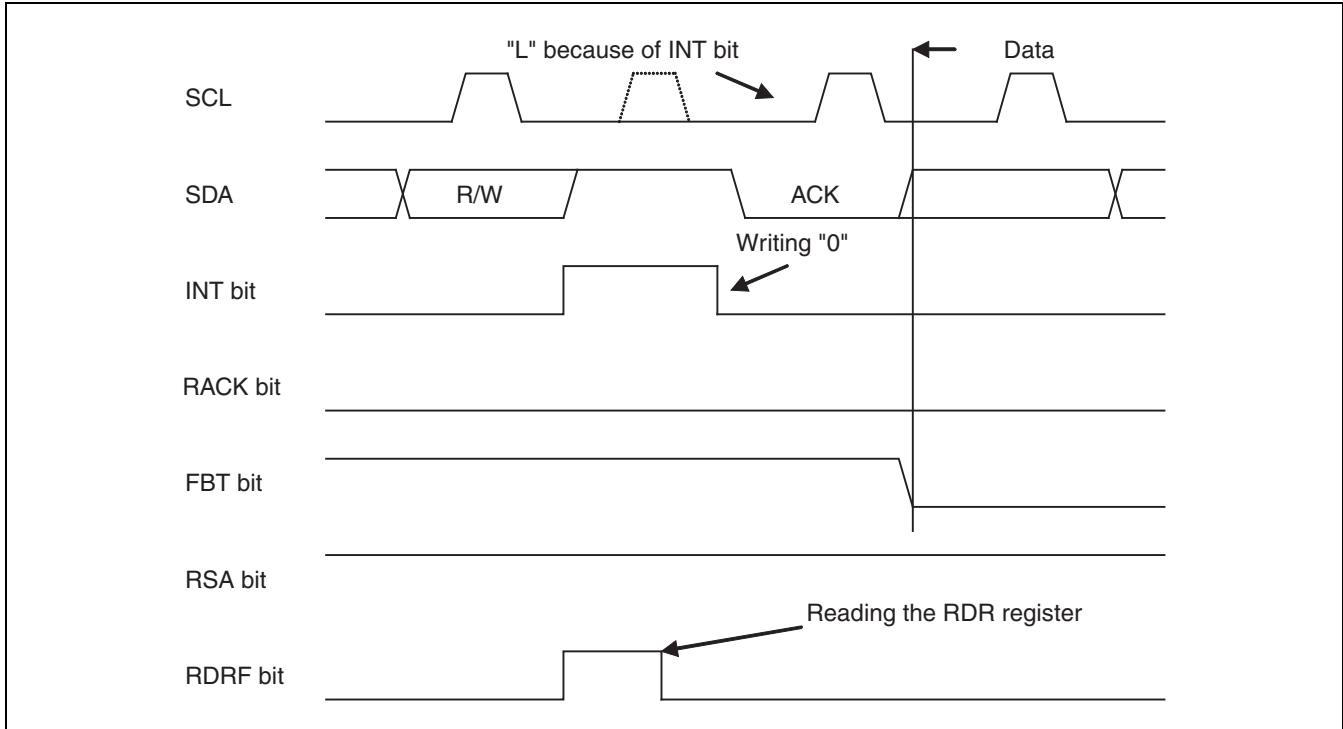 "L" because of INT bit
Data
SCL
SDA
R/W
ACK
Writing "0"
INT bit
RACK bit
FBT bit
RSA bit
Reading the RDR register
RDRF bit